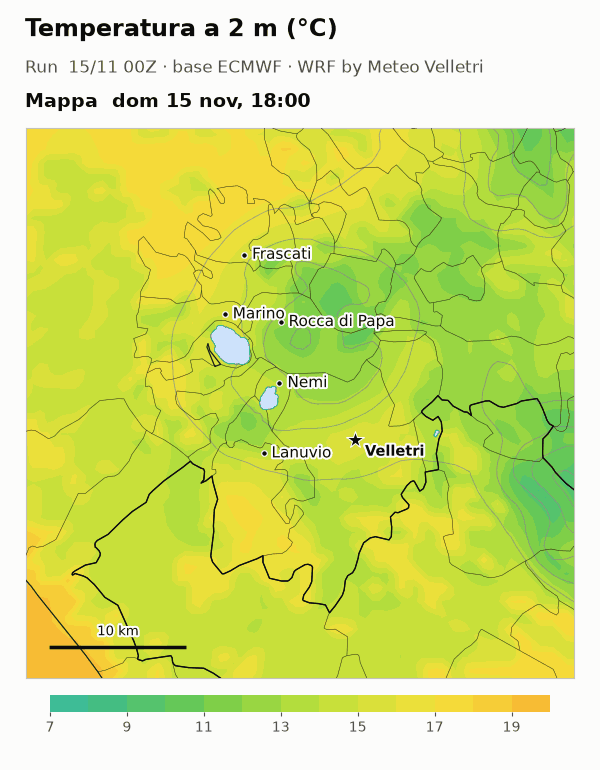 Temperatura a 2 m (°C)
Run  15/11 00Z · base ECMWF · WRF by Meteo Velletri
Mappa  dom 15 nov, 18:00
Frascati
Marino
Rocca di Papa
Nemi
Velletri
Lanuvio
10 km
7 9 11 13 15 17 19